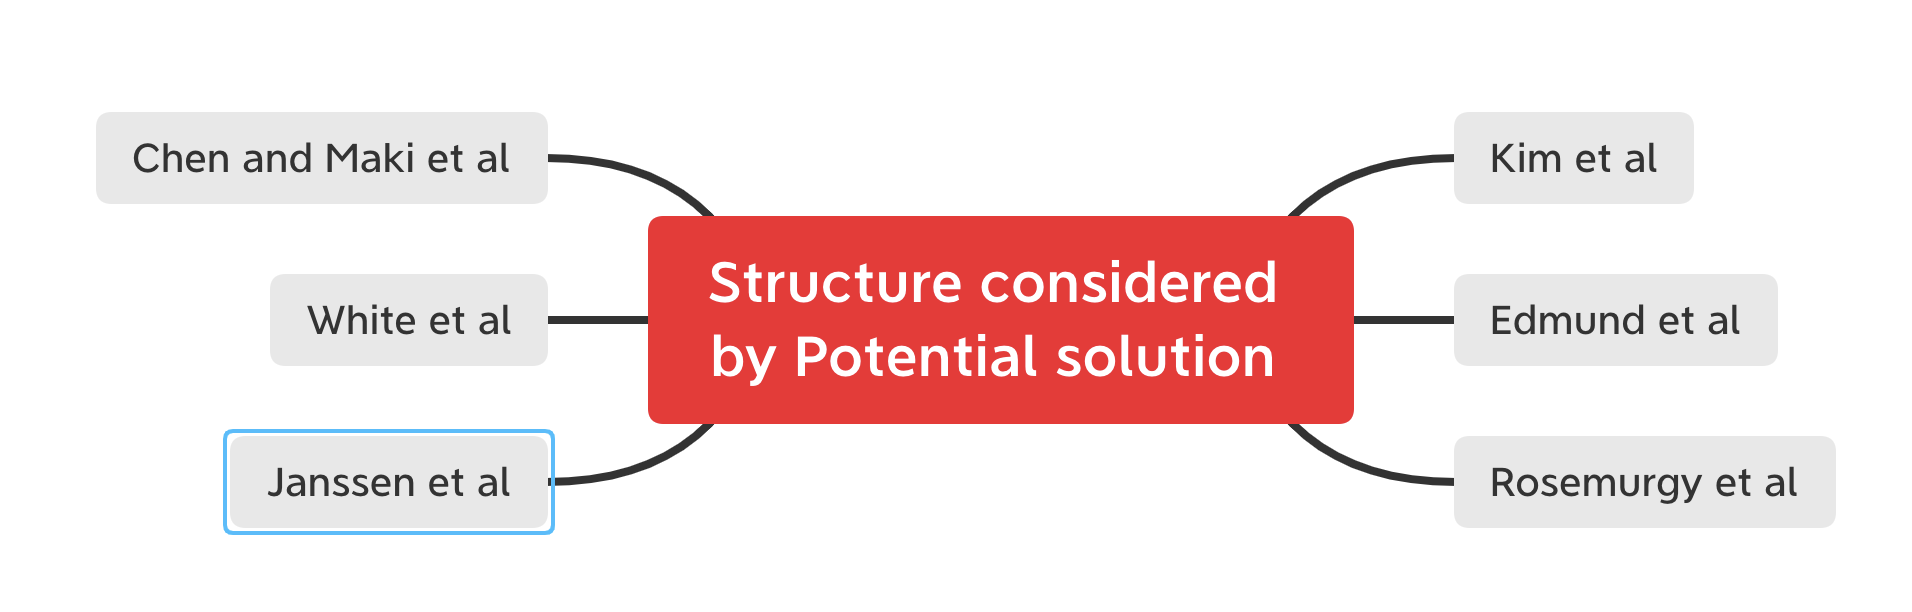 Chen and Maki et al
White et al
Janssen et al
Structure considered
by Potential solution
Kim et al
Edmund et al
Rosemurgy et al